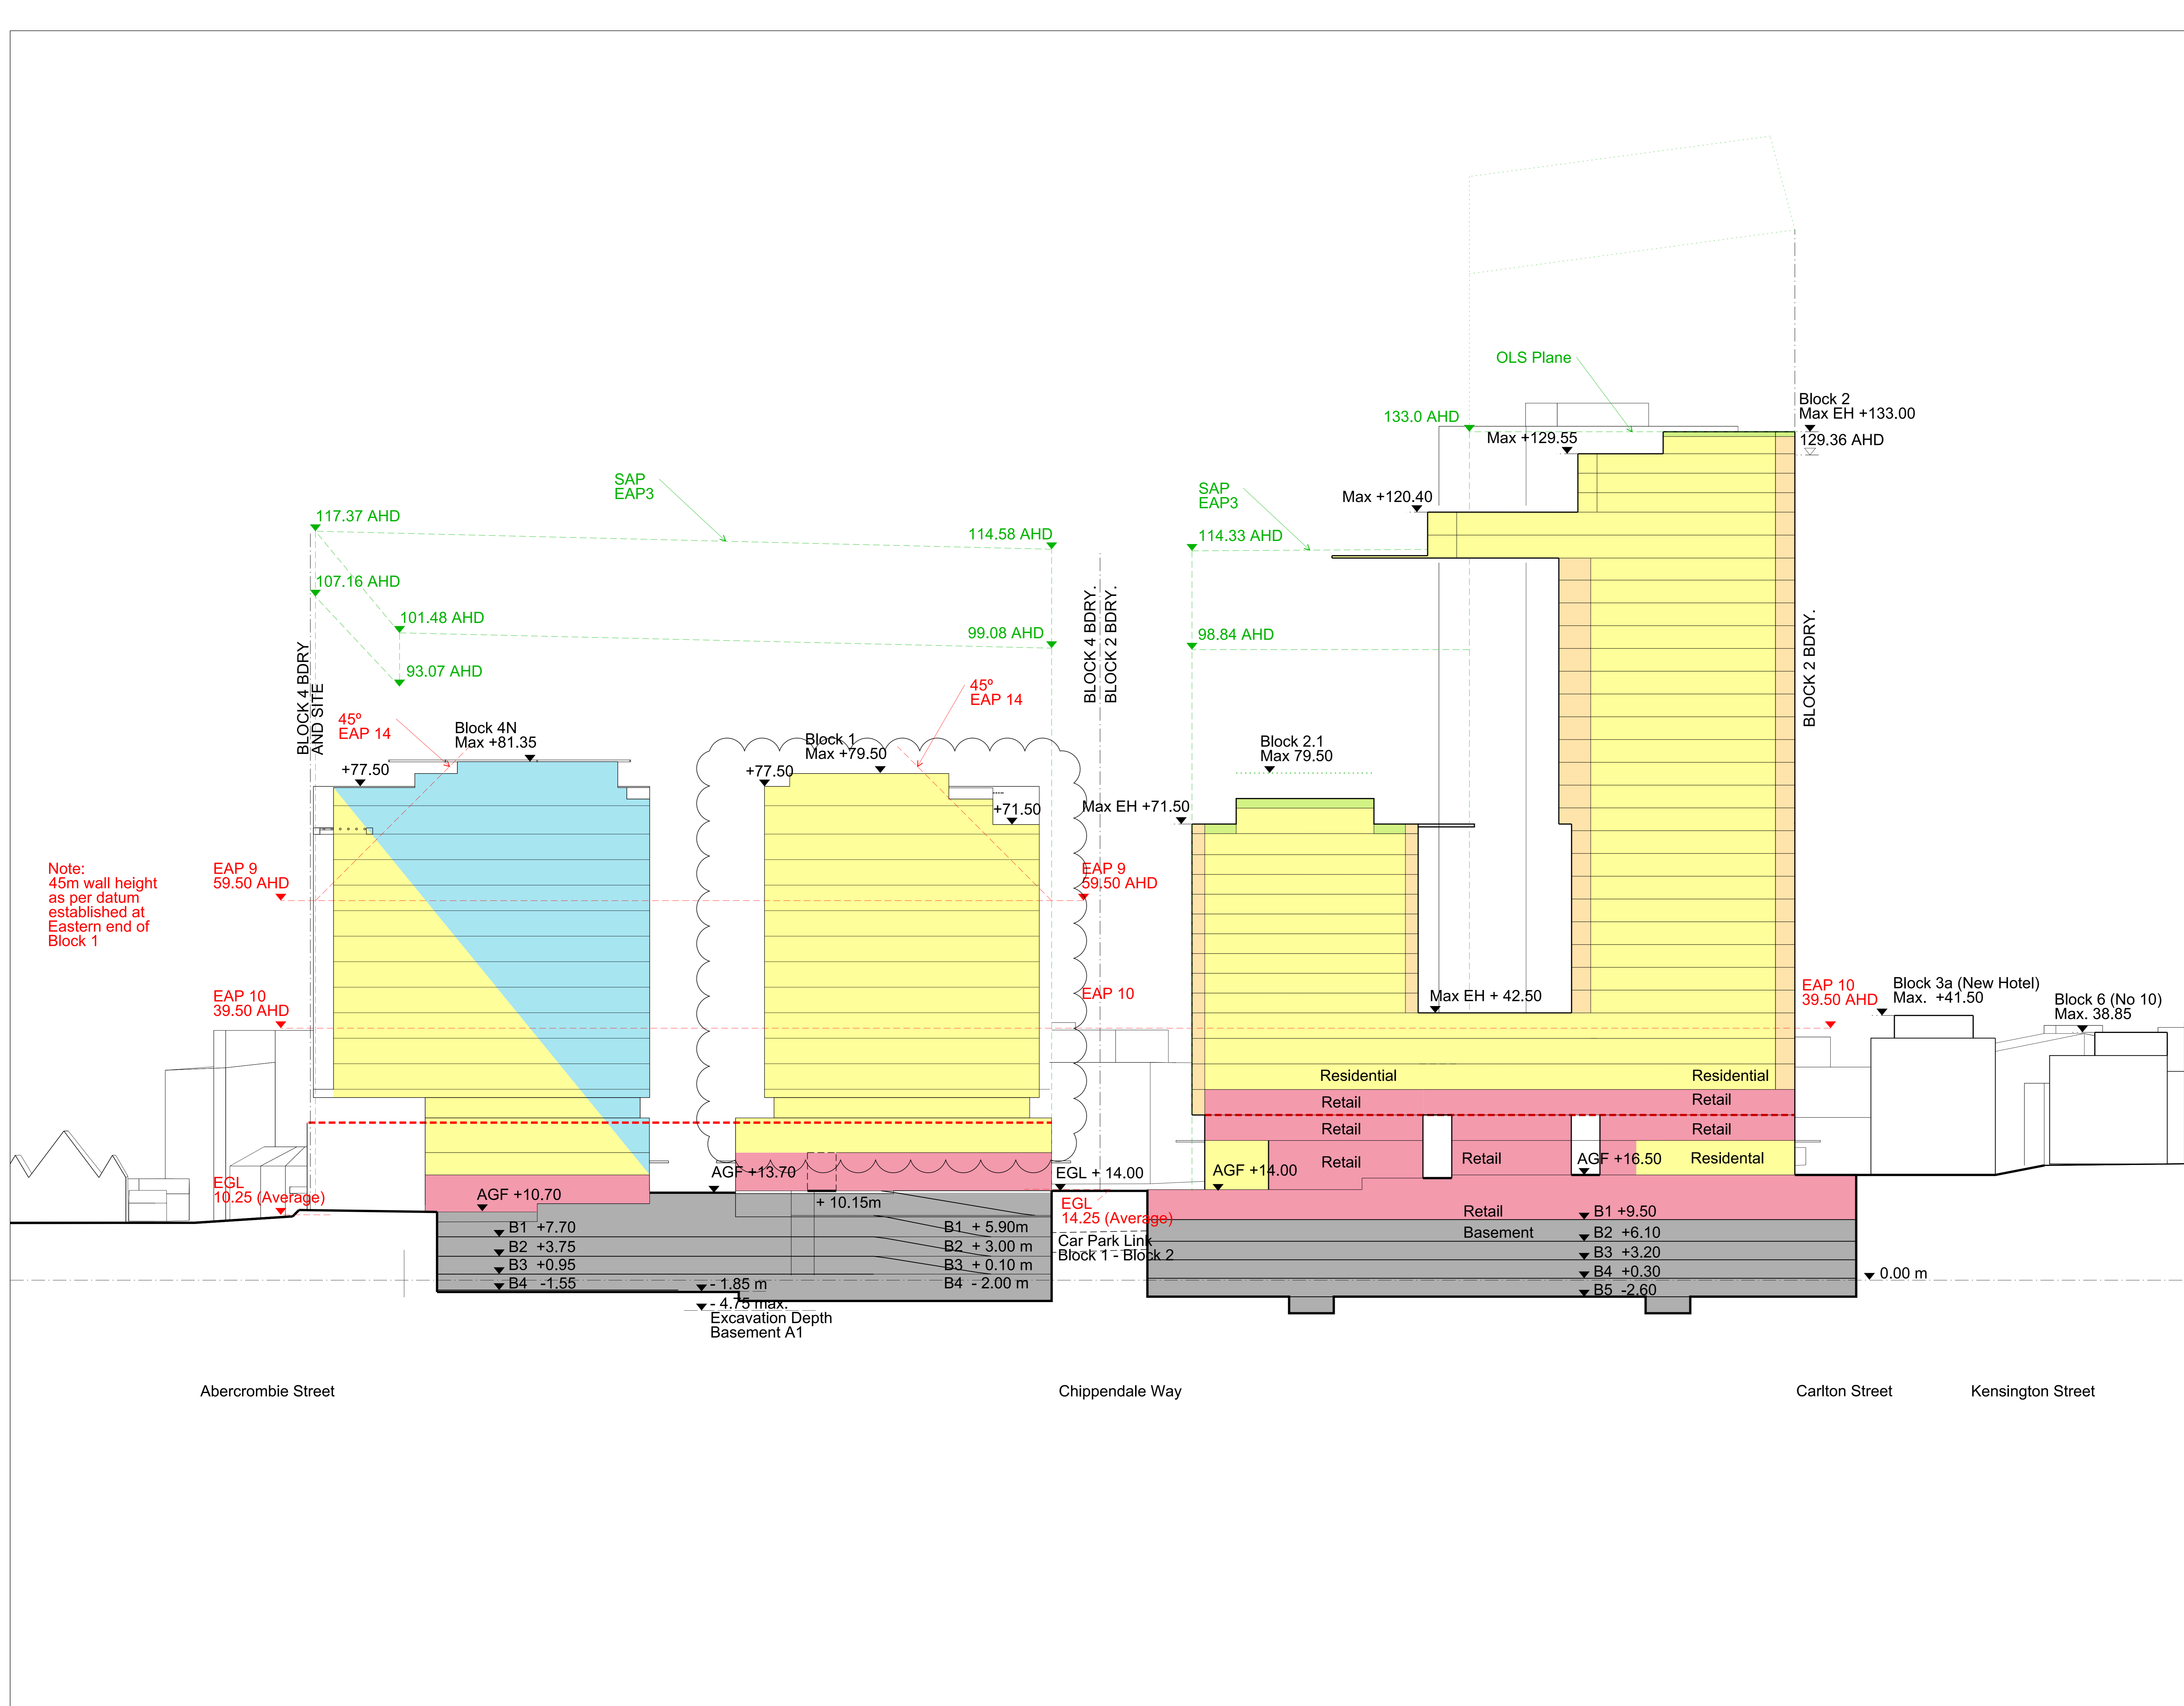 OLS Plane
Block 2
Max EH +133.00
133.0 AHD
Max +129.55
129.36 AHD
SAP
EAP3
SAP
EAP3
Max +120.40
117.37 AHD
114.58 AHD
114.33 AHD
107.16 AHD
101.48 AHD
99.08 AHD
98.84 AHD
93.07 AHD
BLOCK 4 BDRY
AND SITE
BLOCK 4 BDRY.
BLOCK 2 BDRY.
BLOCK 2 BDRY.
45º
EAP 14
45º
EAP 14
Block 4N
Max +81.35
Block 1
Max +79.50
Block 2.1
Max 79.50
+77.50
+77.50
+71.50
Max EH +71.50
Note:
45m wall height
as per datum
established at
Eastern end of
Block 1
EAP 9
59.50 AHD
EAP 9
59.50 AHD
EAP 10
39.50 AHD
EAP 10
Max EH + 42.50
EAP 10
39.50 AHD
Block 3a (New Hotel)
Max. +41.50
Block 6 (No 10)
Max. 38.85
Residential
Residential
Retail
Retail
Retail
Retail
Retail
Retail
AGF +16.50
Residental
EGL
10.25 (Average)
AGF +10.70
AGF +13.70
EGL + 14.00
AGF +14.00
+ 10.15m
EGL
14.25 (Average)
Retail
B1 +9.50
Basement
B2 +6.10
B3 +3.20
B4 +0.30
B5 -2.60
B1 +7.70
B2 +3.75
B3 +0.95
B4 -1.55
B1 + 5.90m
B2 + 3.00 m
B3 + 0.10 m
B4 - 2.00 m
Car Park Link
Block 1 - Block 2
0.00 m
- 1.85 m
- 4.75 max.
Excavation Depth
Basement A1
Abercrombie Street
Chippendale Way
Carlton Street
Kensington Street